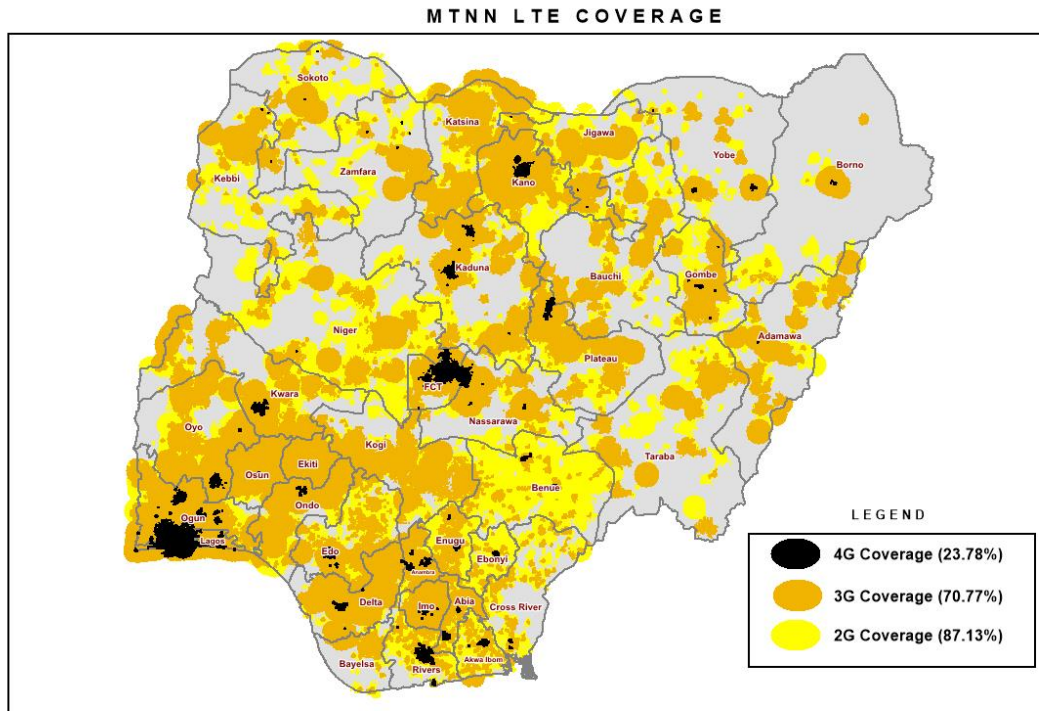 MTNN LTE COVERAGE
Sokoto
Katsina
Jigawa
Yobe
Borno
Kebbi
Zamfara
Kano
Kaduna
Bauchi
Gombe
Niger
Adamawa
Plateau
FCT
Kwara
Nassarawa
Oyo
Kogi
Taraba
Osun
Ekiti
Benue
Ondo
Ogun
Lagos
Edo
Enugu
Ebonyi
Anambra
Delta
Imo
Abia
Cross River
Bayelsa
Rivers
Akwa Ibom
LEGEND
4G Coverage (23.78%)
3G Coverage (70.77%)
2G Coverage (87.13%)